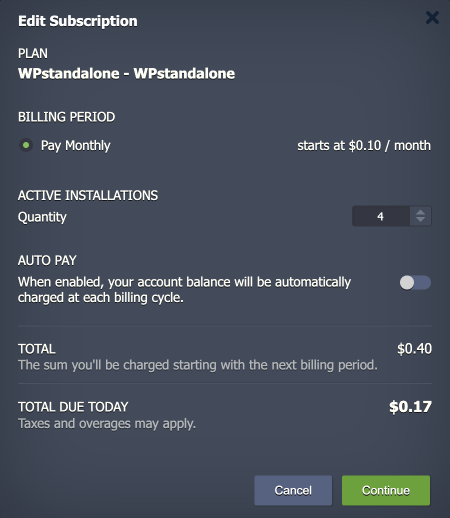 Edit Subscription
PLAN
WPstandalone - WPstandalone
BILLING PERIOD
Pay Monthly starts at $0.10 / month
ACTIVE INSTALLATIONS
Quantity 4
AUTO PAY
When enabled, your account balance will be automatically
charged at each billing cycle.
TOTAL $0.40
The sum you'll be charged starting with the next billing period.
TOTAL DUE TODAY $0.17
Taxes and overages may apply.
Cancel Continue